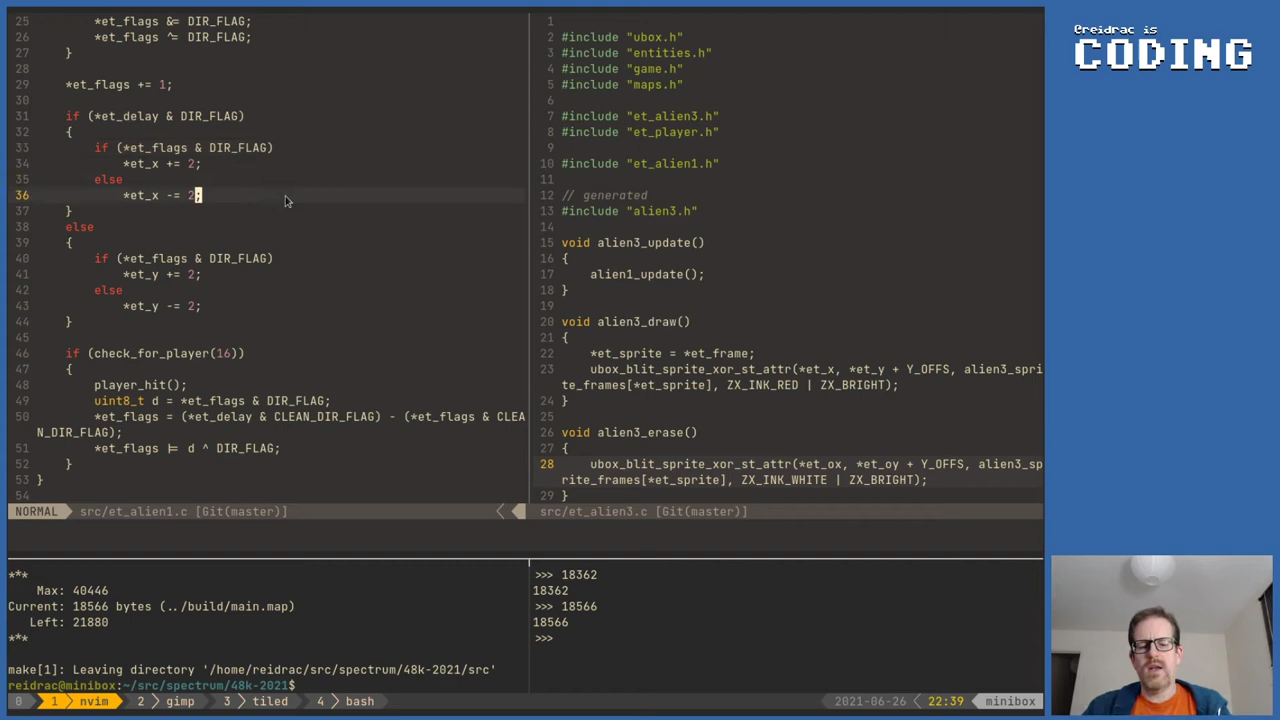 25         *et_flags &= DIR_FLAG;
26         *et_flags ^= DIR_FLAG;
27     }
28
29     *et_flags += 1;
30
31     if (*et_delay & DIR_FLAG)
32     {
33         if (*et_flags & DIR_FLAG)
34             *et_x += 2;
35         else
36             *et_x -= 2;
37     }
38     else
39     {
40         if (*et_flags & DIR_FLAG)
41             *et_y += 2;
42         else
43             *et_y -= 2;
44     }
45
46     if (check_for_player(16))
47     {
48         player_hit();
49         uint8_t d = *et_flags & DIR_FLAG;
50         *et_flags = (*et_delay & CLEAN_DIR_FLAG) - (*et_flags & CLEA
N_DIR_FLAG);
51         *et_flags |= d ^ DIR_FLAG;
52     }
53 }
54
NORMAL src/et_alien1.c [Git(master)]
1
2 #include "ubox.h"
3 #include "entities.h"
4 #include "game.h"
5 #include "maps.h"
6
7 #include "et_alien3.h"
8 #include "et_player.h"
9
10 #include "et_alien1.h"
11
12 // generated
13 #include "alien3.h"
14
15 void alien3_update()
16 {
17     alien1_update();
18 }
19
20 void alien3_draw()
21 {
22     *et_sprite = *et_frame;
23     ubox_blit_sprite_xor_st_attr(*et_x, *et_y + Y_OFFS, alien3_spri
te_frames[*et_sprite], ZX_INK_RED | ZX_BRIGHT);
24 }
25
26 void alien3_erase()
27 {
28     ubox_blit_sprite_xor_st_attr(*et_ox, *et_oy + Y_OFFS, alien3_sp
rite_frames[*et_sprite], ZX_INK_WHITE | ZX_BRIGHT);
29 }
src/et_alien3.c [Git(master)]
***
Max: 40446
Current: 18566 bytes (../build/main.map)
Left: 21880
***
make[1]: Leaving directory '/home/reidrac/src/spectrum/48k-2021/src'
reidrac@minibox:~/src/spectrum/48k-2021$
>>> 18362
18362
>>> 18566
18566
>>>
0 1 nvim 2 gimp 3 tiled 4 bash 2021-06-26 22:39 minibox
@reidrac is
CODING